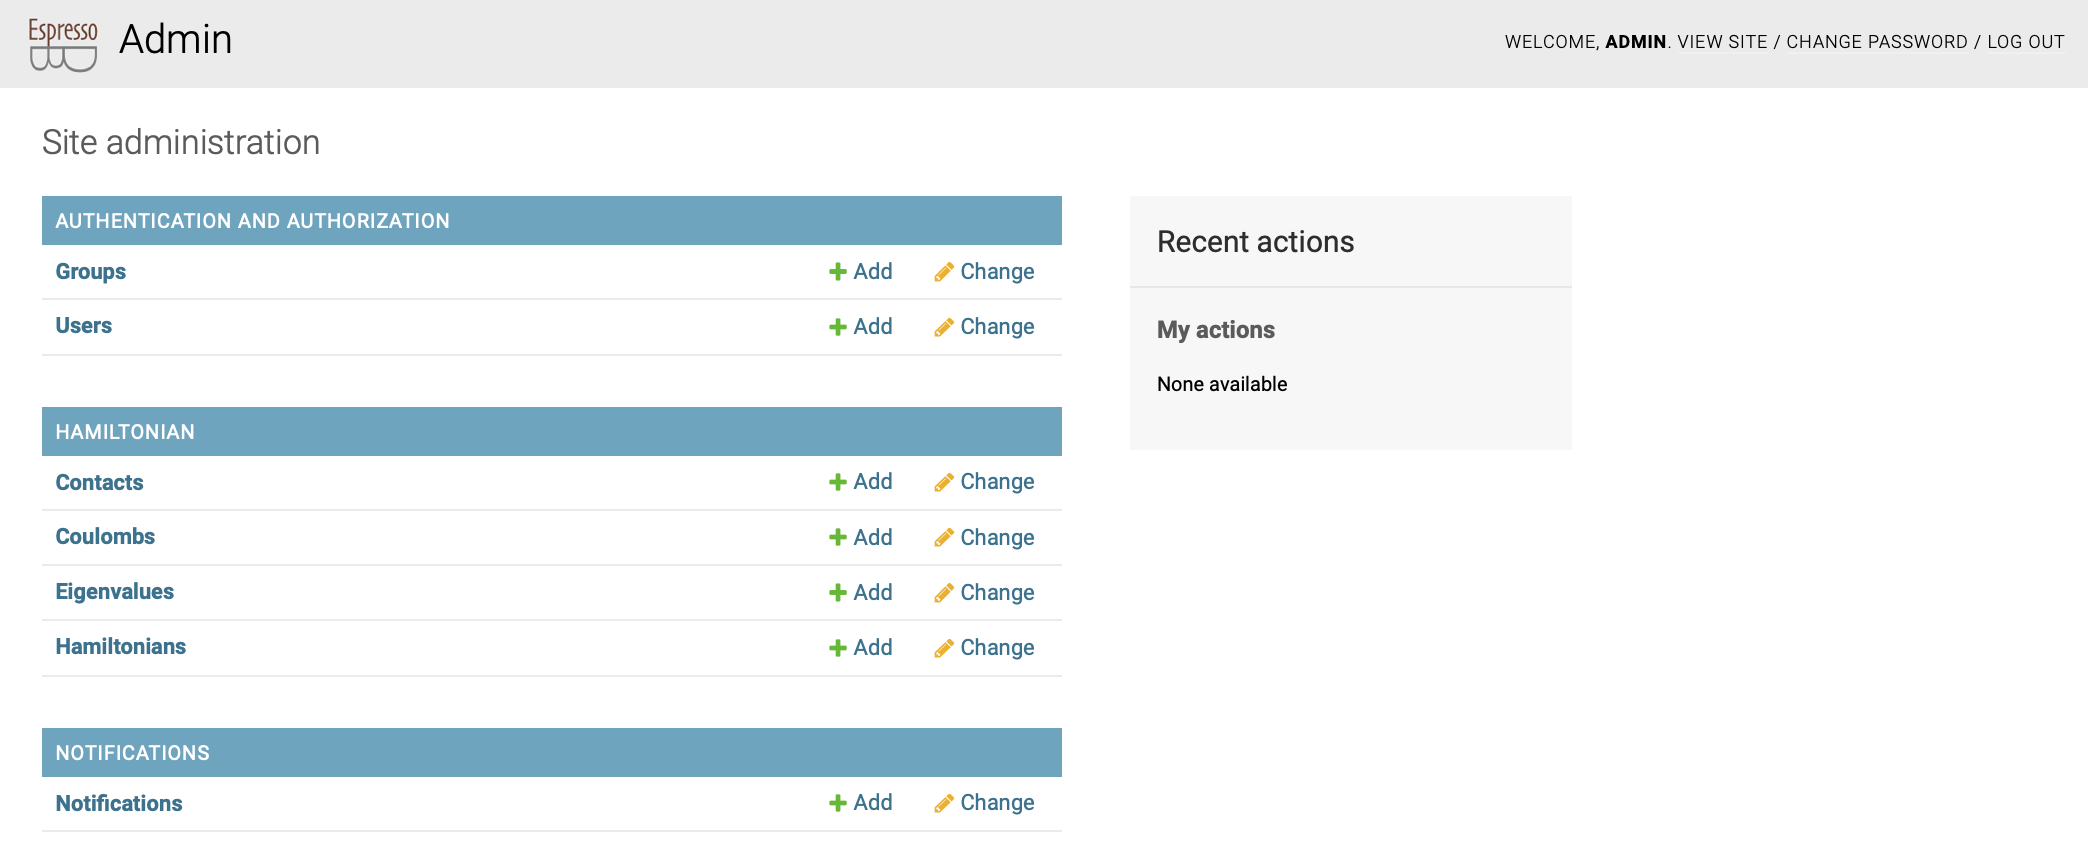 Espresso
DB
Admin
WELCOME, ADMIN. VIEW SITE / CHANGE PASSWORD / LOG OUT
Site administration
AUTHENTICATION AND AUTHORIZATION
Groups Add Change
Users Add Change
HAMILTONIAN
Contacts Add Change
Coulombs Add Change
Eigenvalues Add Change
Hamiltonians Add Change
NOTIFICATIONS
Notifications Add Change
Recent actions
My actions
None available